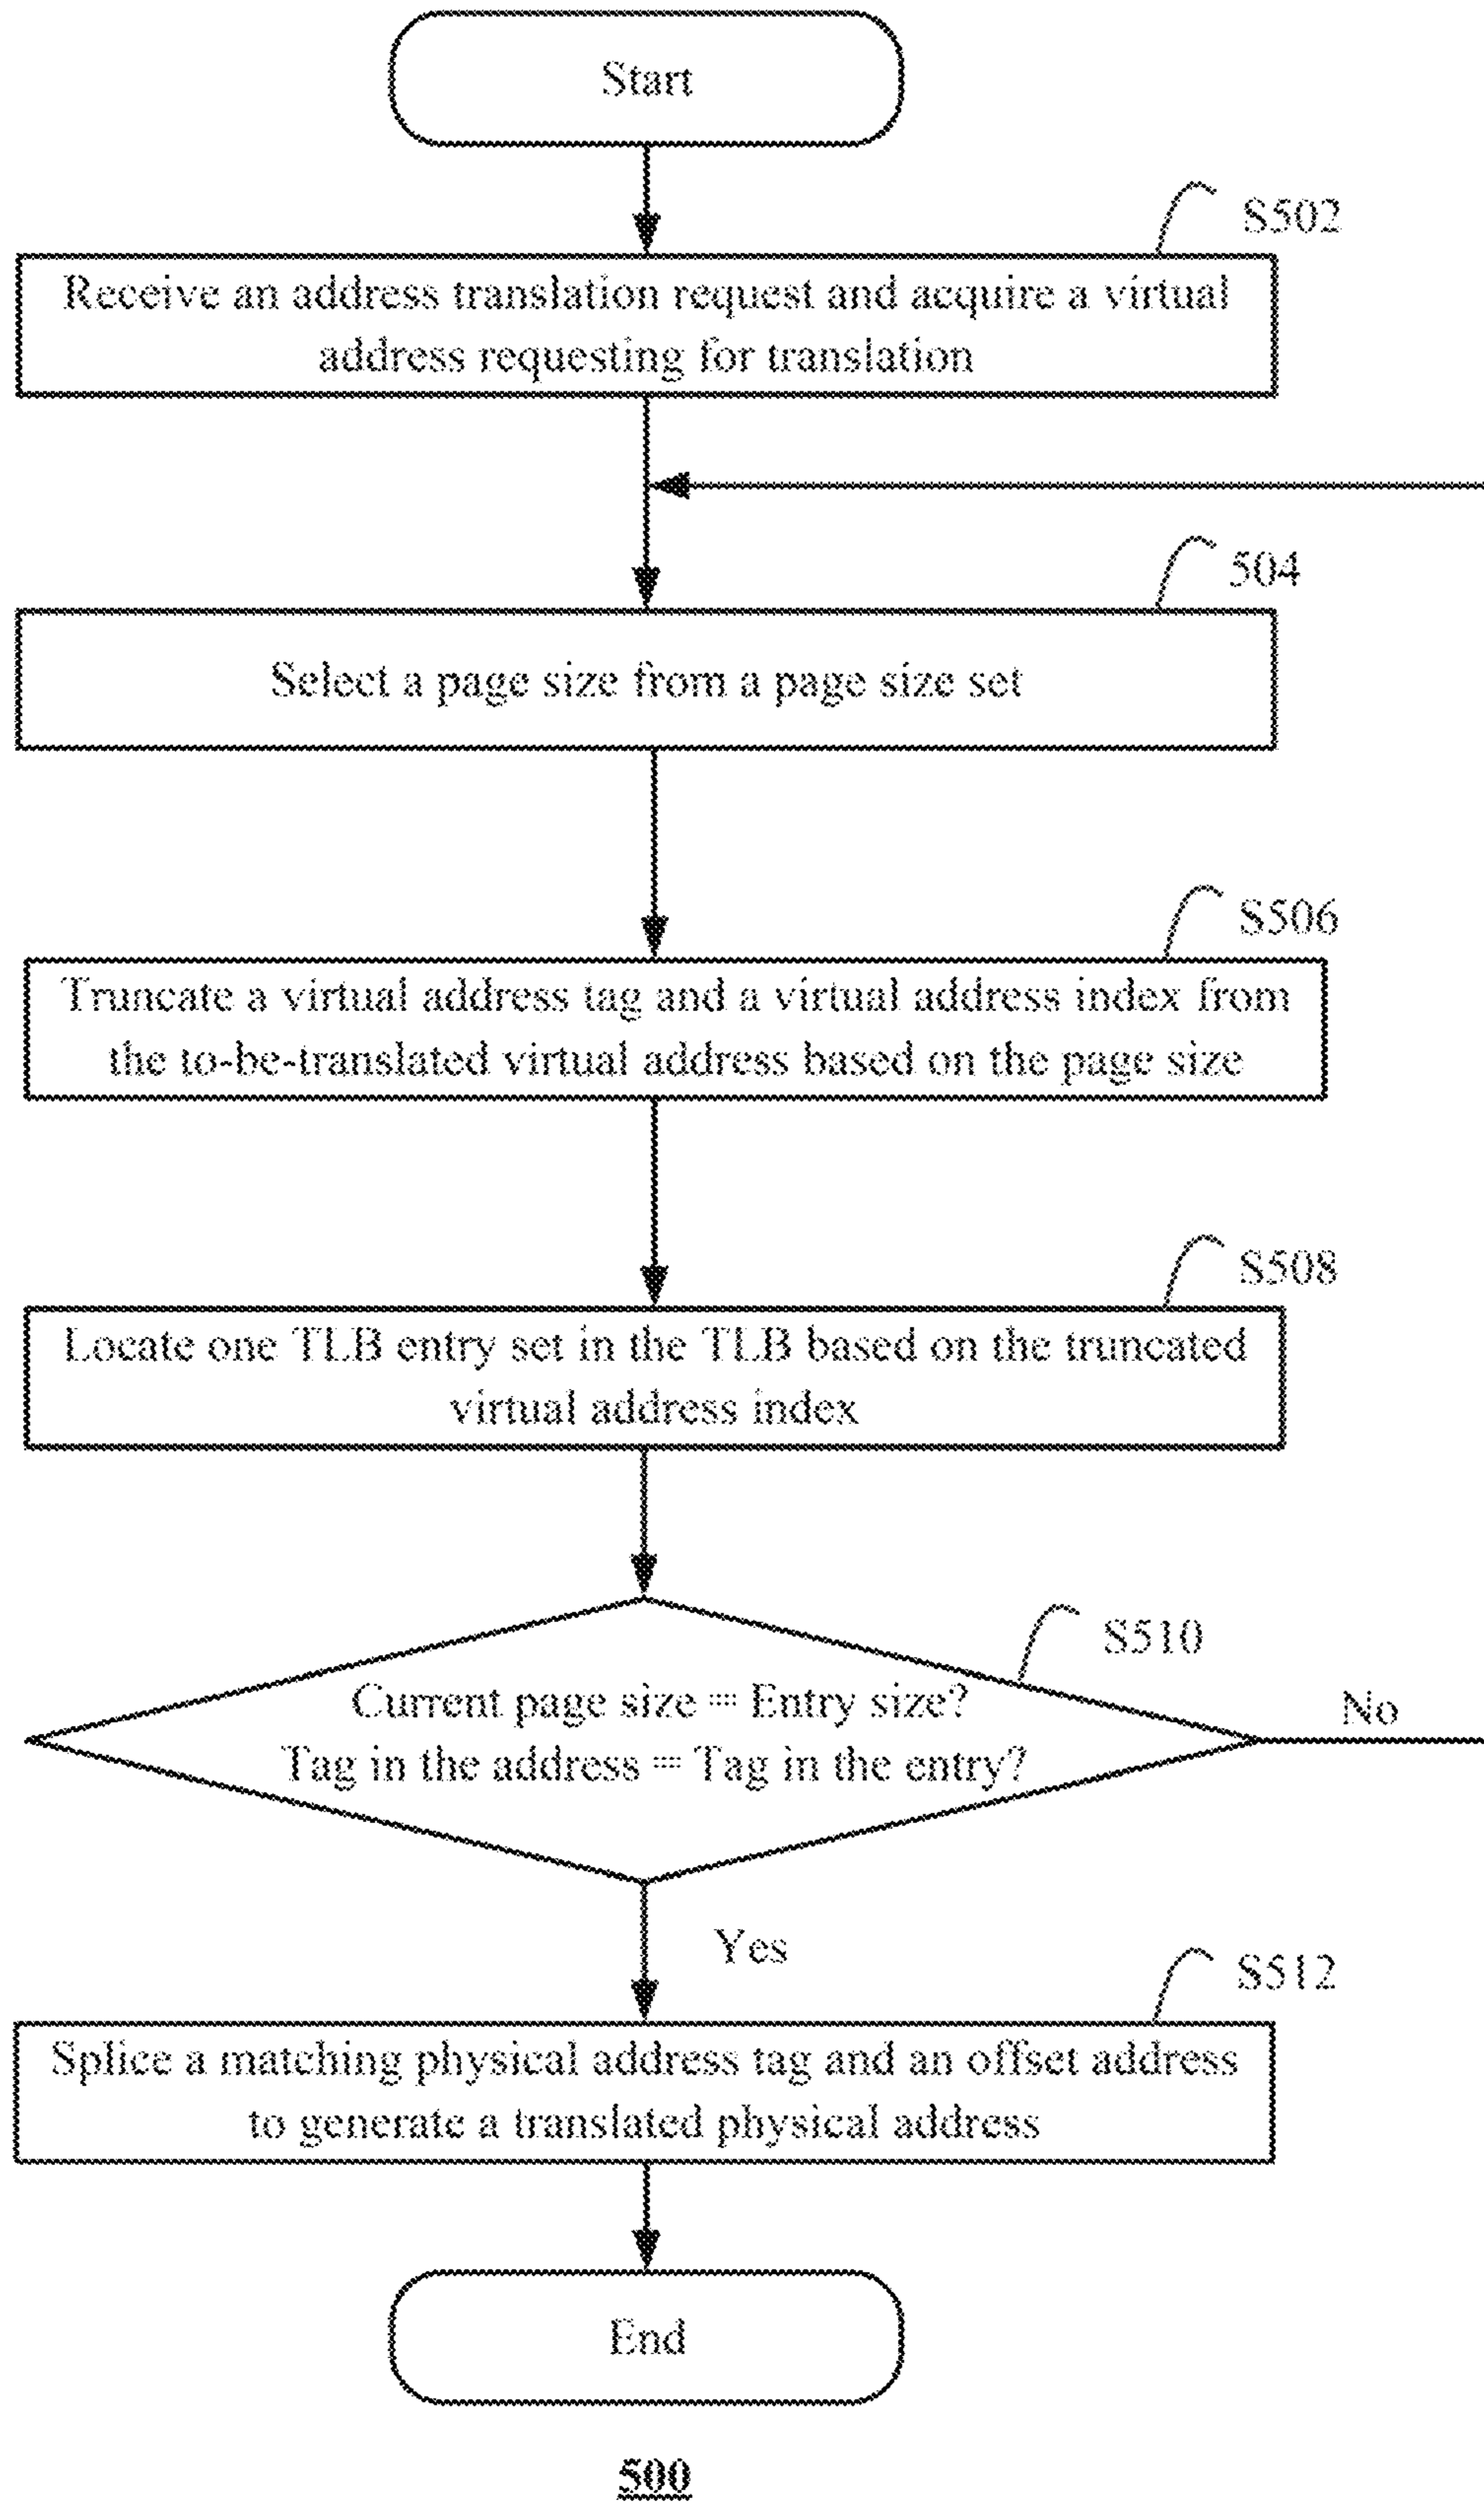 Start
S502
Receive an address translation request and acquire a virtual
address requesting for translation
504
Select a page size from a page size set
S506
Truncate a virtual address tag and a virtual address index from
the to-be-translated virtual address based on the page size
S508
Locate one TLB entry set in the TLB based on the truncated
virtual address index
S510
Current page size = Entry size?
Tag in the address = Tag in the entry?
No
Yes
S512
Splice a matching physical address tag and an offset address
to generate a translated physical address
End
500